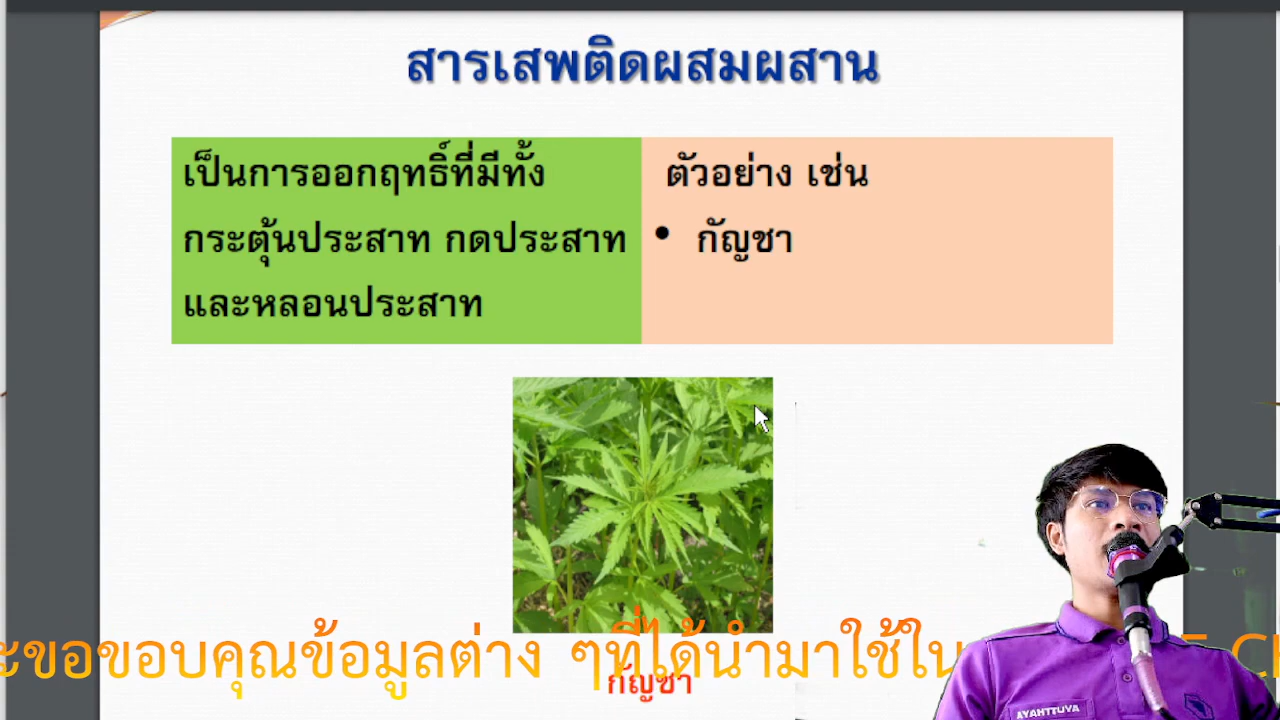 สารเสพติดผสมผสาน
เป็นการออกฤทธิ์ที่มีทั้ง
กระตุ้นประสาท กดประสาท
และหลอนประสาท
ตัวอย่าง เช่น
• กัญชา
ขอขอบคุณข้อมูลต่าง ๆที่ได้นำมาใช้ใน
กัญชา
AYAHTTUYA